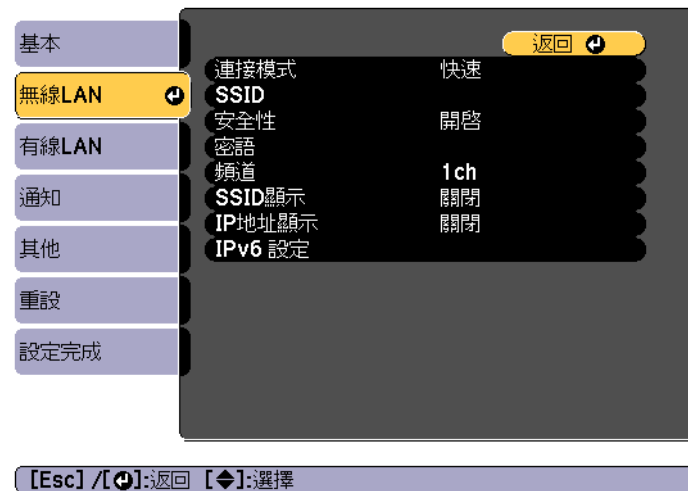 基本
無線LAN
有線LAN
通知
其他
重設
設定完成
返回
連接模式 快速
SSID
安全性 開啓
密語
頻道 1ch
SSID顯示 關閉
IP地址顯示 關閉
IPv6 設定
[Esc] /[ ]:返回 [ ]:選擇